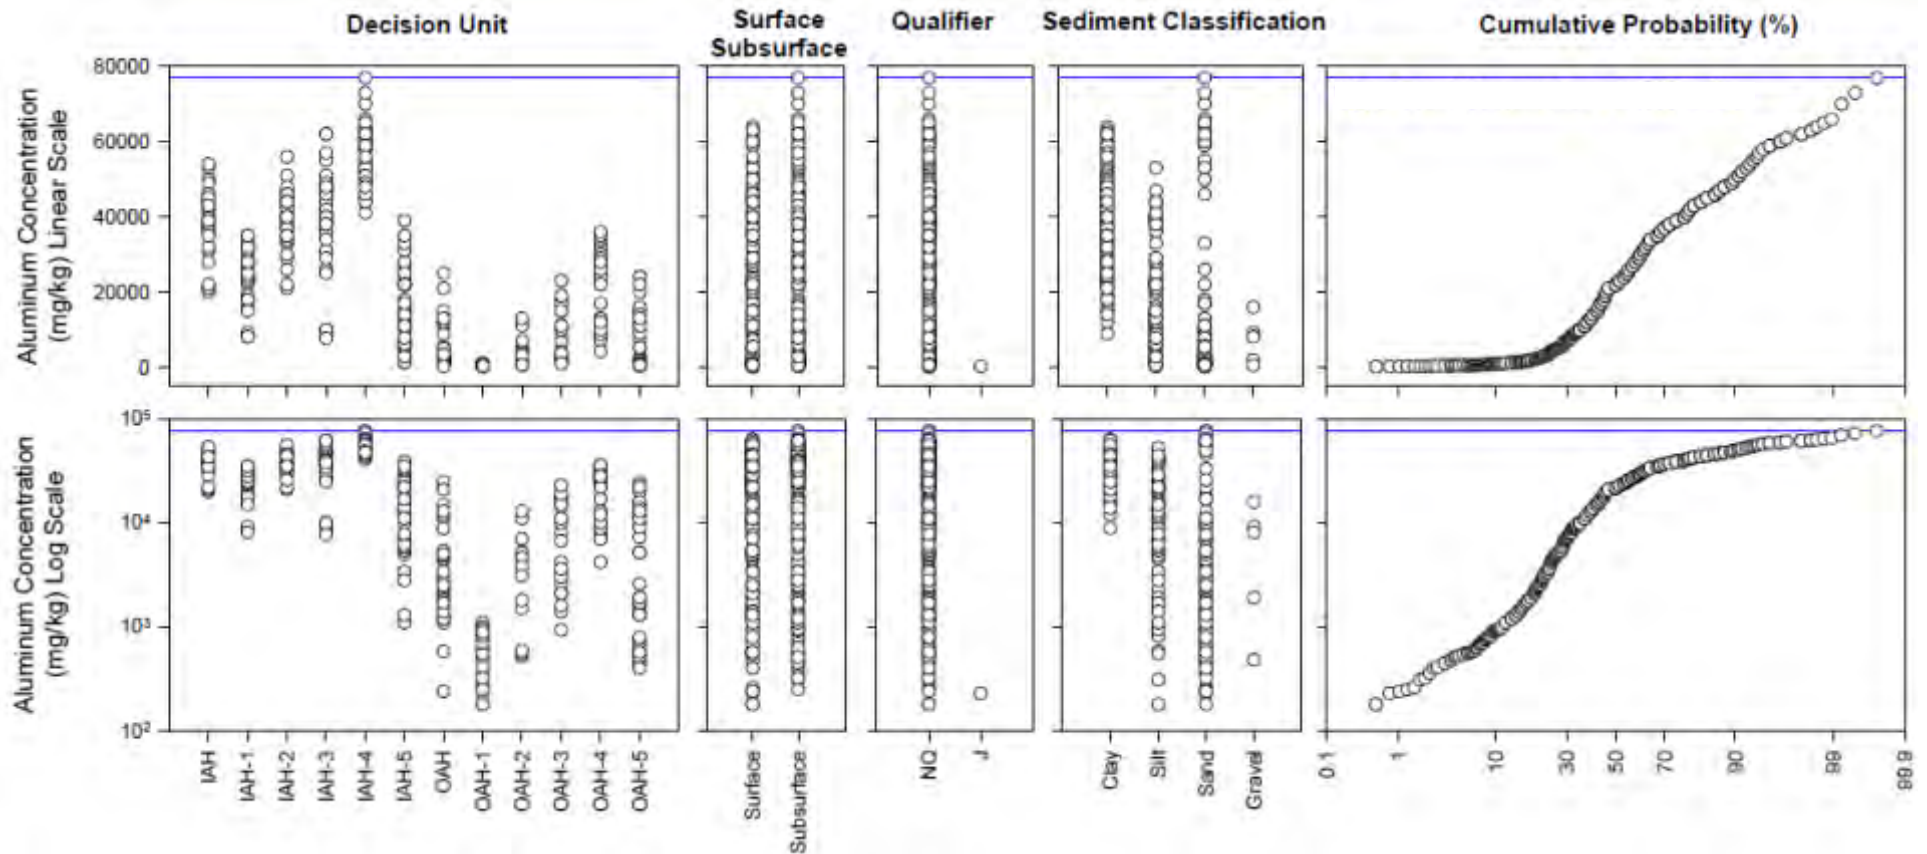 Decision Unit
Surface
Subsurface
Qualifier
Sediment Classification
Cumulative Probability (%)
Aluminum Concentration
(mg/kg) Linear Scale
80000
60000
40000
20000
0
Aluminum Concentration
(mg/kg) Log Scale
10⁵
10⁴
10³
10²
IAH
IAH-1
IAH-2
IAH-3
IAH-4
IAH-5
OAH
OAH-1
OAH-2
OAH-3
OAH-4
OAH-5
Surface
Subsurface
NQ
J
Clay
Silt
Sand
Gravel
0.1
1
10
30
50
70
90
99
99.9